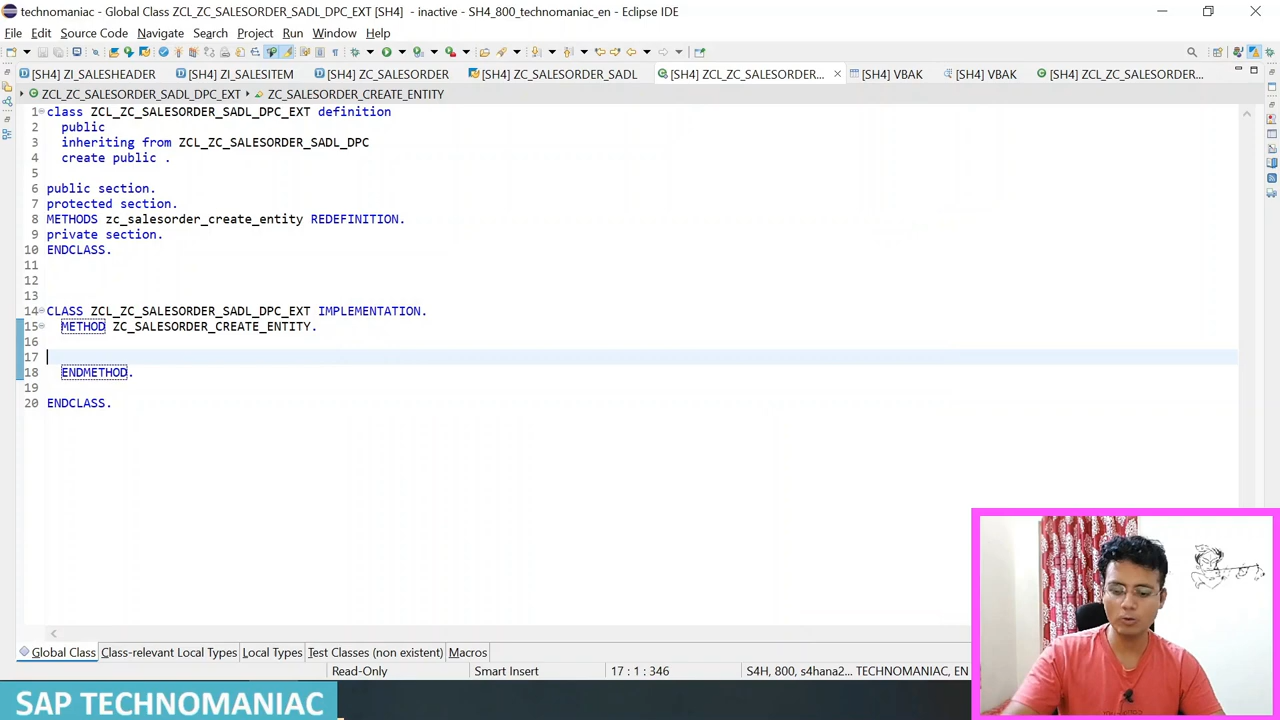 technomaniac - Global Class ZCL_ZC_SALESORDER_SADL_DPC_EXT [SH4] - inactive - SH4_800_technomaniac_en - Eclipse IDE
File Edit Source Code Navigate Search Project Run Window Help
[SH4] ZI_SALESHEADER [SH4] ZI_SALESITEM [SH4] ZC_SALESORDER [SH4] ZC_SALESORDER_SADL [SH4] ZCL_ZC_SALESORDER... [SH4] VBAK [SH4] VBAK [SH4] ZCL_ZC_SALESORDER...
ZCL_ZC_SALESORDER_SADL_DPC_EXT ZC_SALESORDER_CREATE_ENTITY
1 class ZCL_ZC_SALESORDER_SADL_DPC_EXT definition
2 public
3 inheriting from ZCL_ZC_SALESORDER_SADL_DPC
4 create public .
5
6 public section.
7 protected section.
8 METHODS zc_salesorder_create_entity REDEFINITION.
9 private section.
10 ENDCLASS.
11
12
13
14 CLASS ZCL_ZC_SALESORDER_SADL_DPC_EXT IMPLEMENTATION.
15 METHOD ZC_SALESORDER_CREATE_ENTITY.
16
17
18 ENDMETHOD.
19
20 ENDCLASS.
Global Class Class-relevant Local Types Local Types Test Classes (non existent) Macros
Read-Only Smart Insert 17 : 1 : 346 S4H, 800, s4hana2... TECHNOMANIAC, EN
SAP TECHNOMANIAC